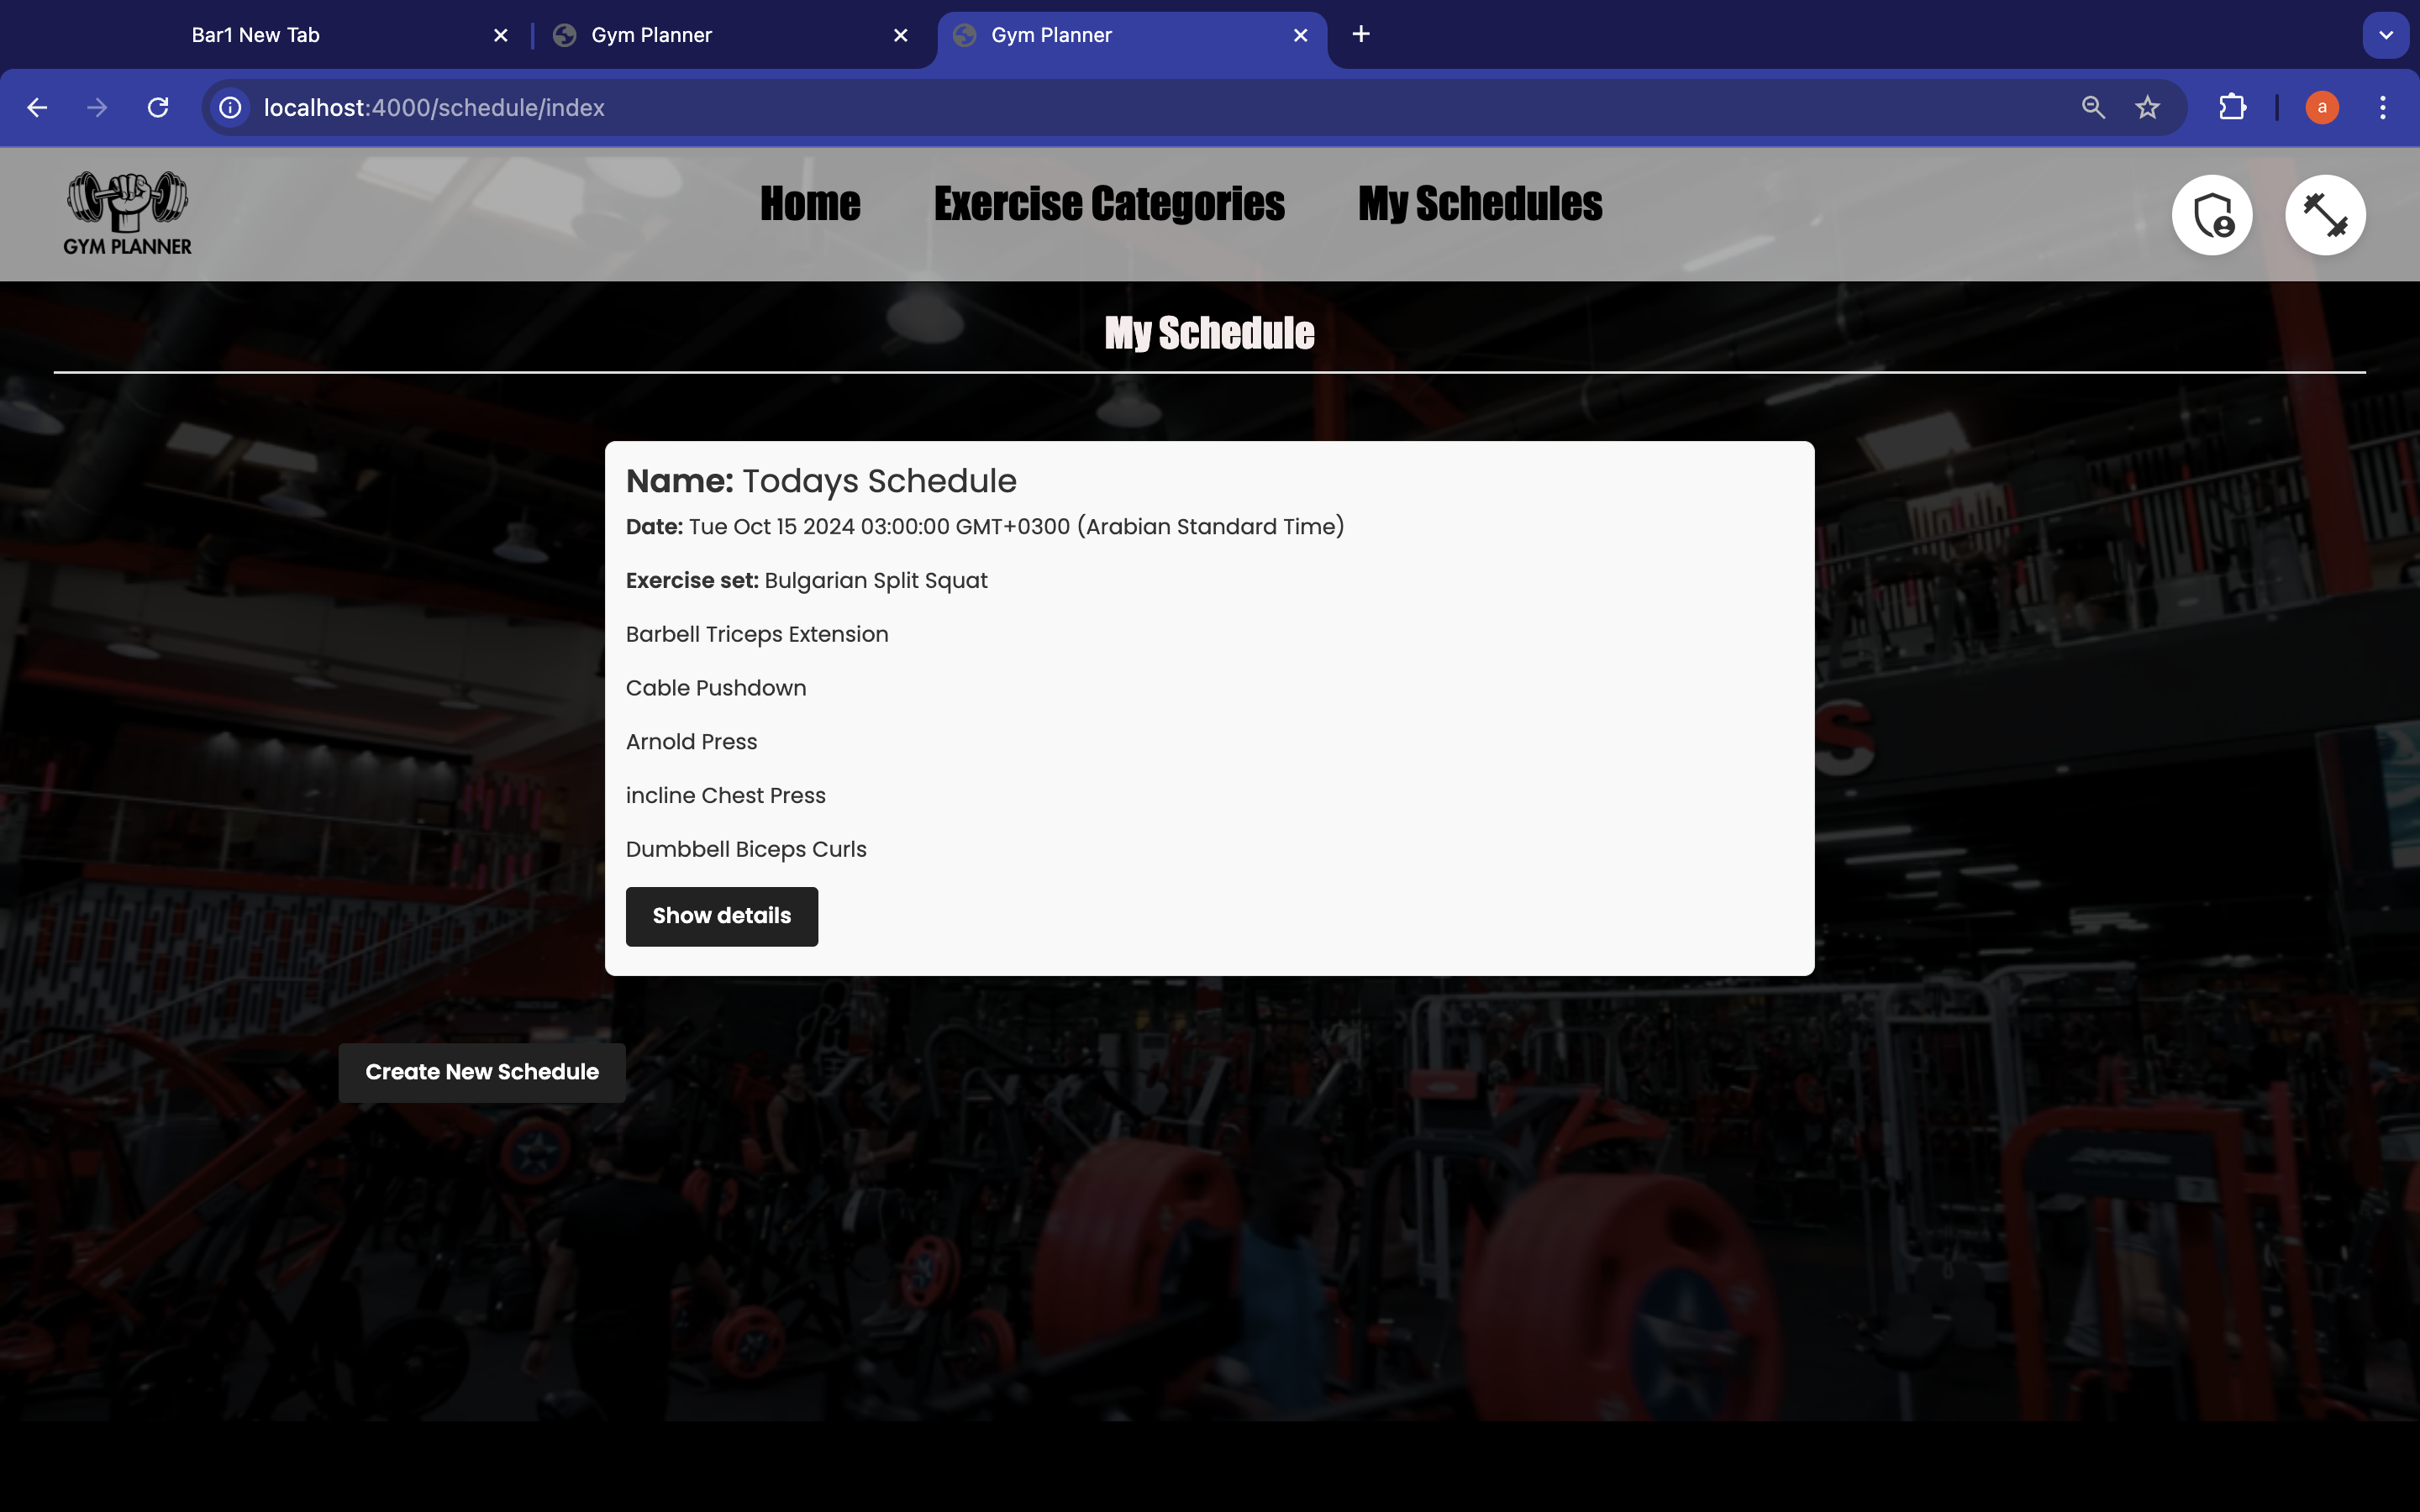 Bar1 New Tab
Gym Planner
Gym Planner
localhost:4000/schedule/index
a
GYM PLANNER
Home
Exercise Categories
My Schedules
My Schedule
Name: Todays Schedule
Date: Tue Oct 15 2024 03:00:00 GMT+0300 (Arabian Standard Time)
Exercise set: Bulgarian Split Squat
Barbell Triceps Extension
Cable Pushdown
Arnold Press
incline Chest Press
Dumbbell Biceps Curls
Show details
S
Create New Schedule